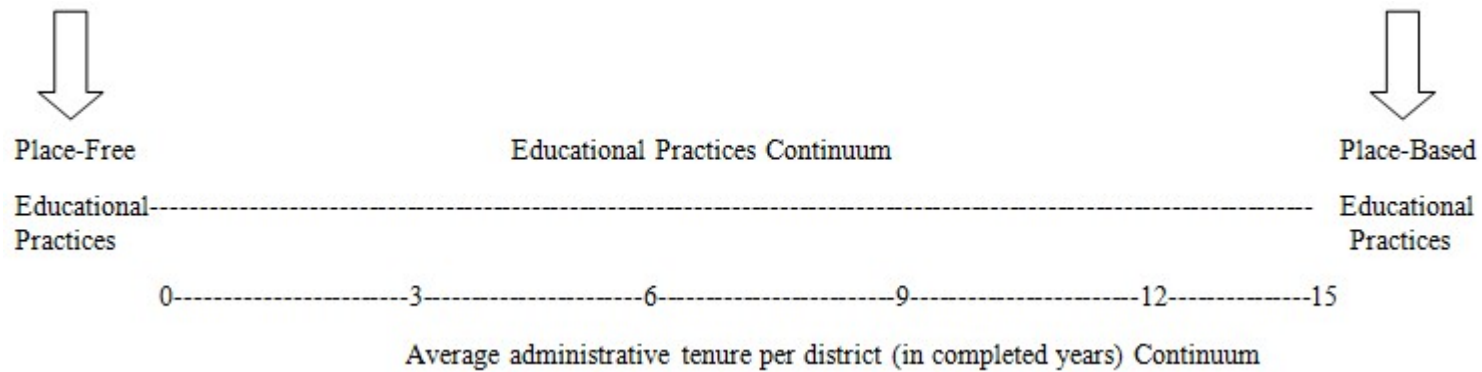 Place-Free Educational Practices Continuum Place-Based
Educational------------------------------------------------------------------------------------------------------------------------ Educational
Practices Practices
0------------------------3------------------------6------------------------9------------------------12---------------15
Average administrative tenure per district (in completed years) Continuum